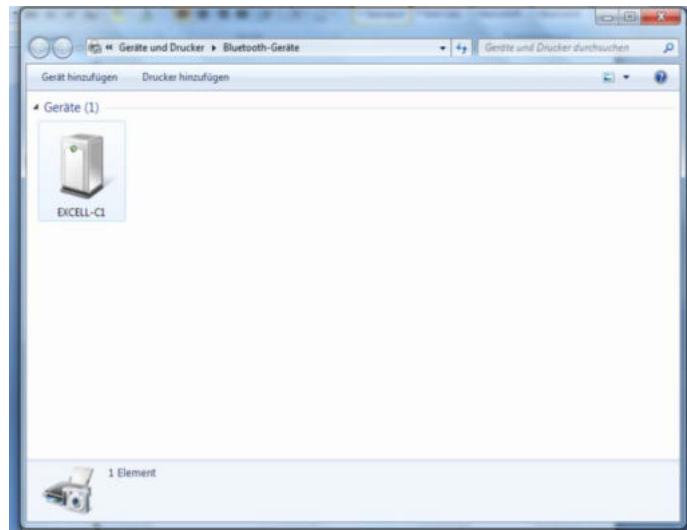 « Geräte und Drucker ▸ Bluetooth-Geräte
Geräte und Drucker durchsuchen
Gerät hinzufügen Drucker hinzufügen
Geräte (1)
EXCELL-C1
1 Element